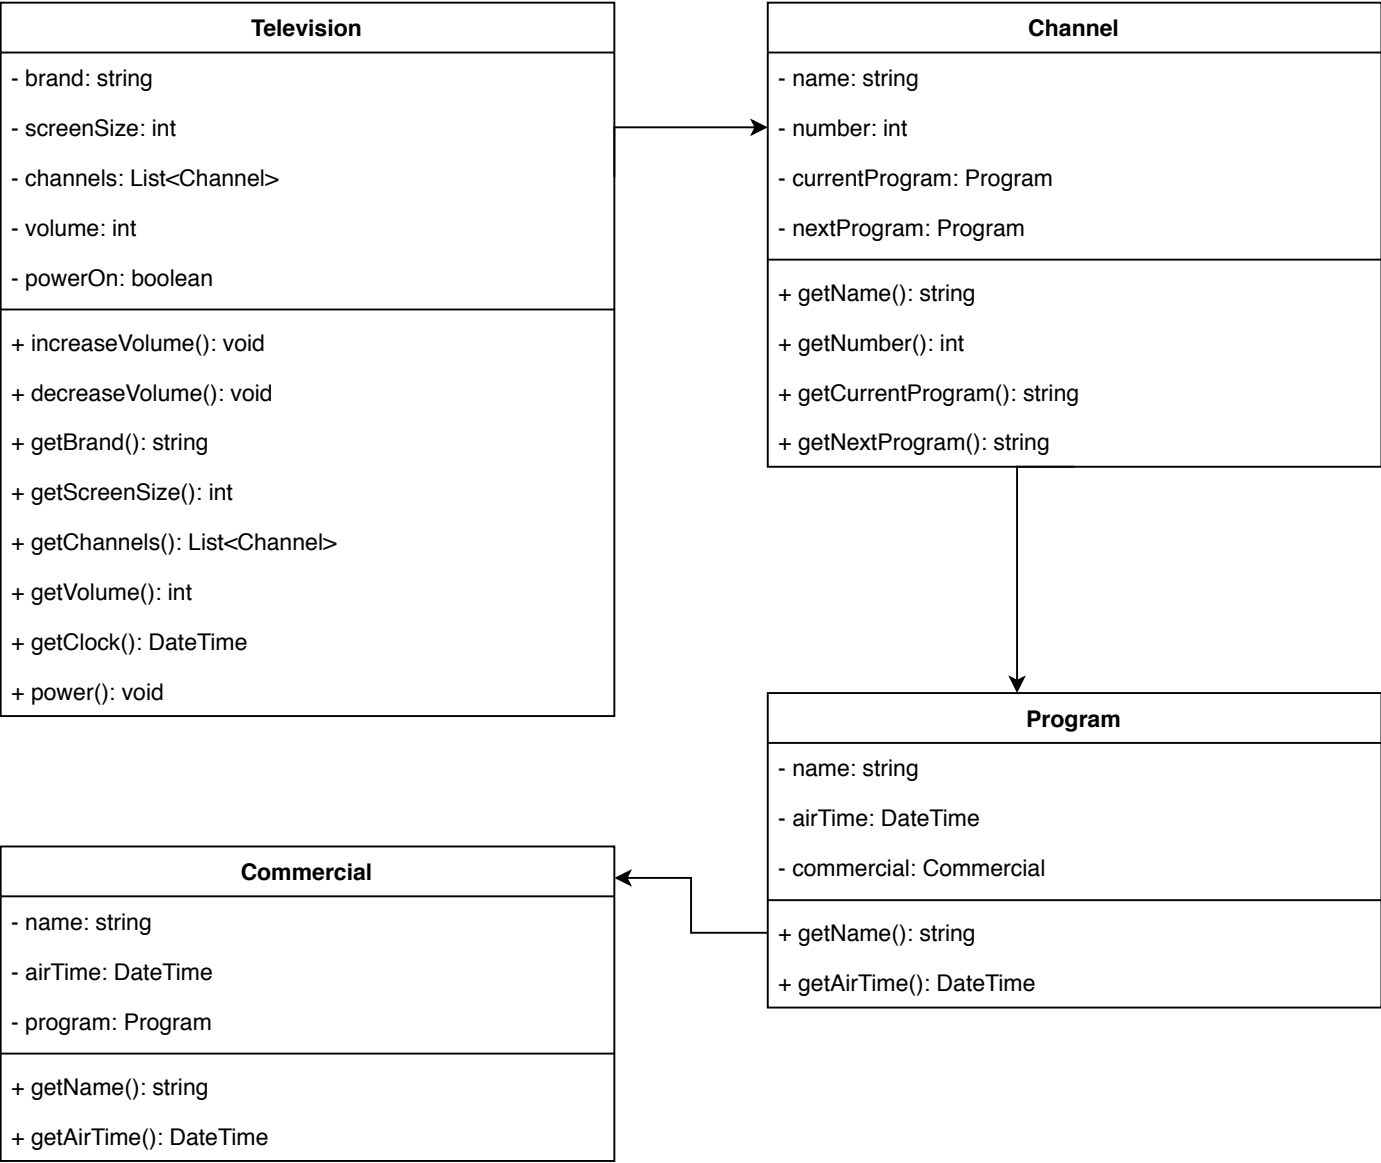 Television
- brand: string
- screenSize: int
- channels: List<Channel>
- volume: int
- powerOn: boolean
+ increaseVolume(): void
+ decreaseVolume(): void
+ getBrand(): string
+ getScreenSize(): int
+ getChannels(): List<Channel>
+ getVolume(): int
+ getClock(): DateTime
+ power(): void
Channel
- name: string
- number: int
- currentProgram: Program
- nextProgram: Program
+ getName(): string
+ getNumber(): int
+ getCurrentProgram(): string
+ getNextProgram(): string
Program
- name: string
- airTime: DateTime
- commercial: Commercial
+ getName(): string
+ getAirTime(): DateTime
Commercial
- name: string
- airTime: DateTime
- program: Program
+ getName(): string
+ getAirTime(): DateTime